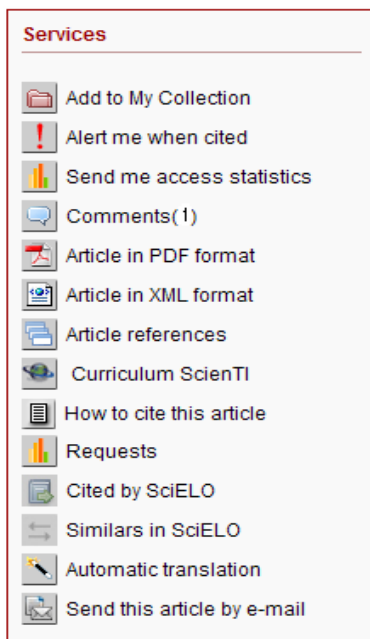 Services
Add to My Collection
Alert me when cited
Send me access statistics
Comments(1)
Article in PDF format
Article in XML format
Article references
Curriculum ScienTI
How to cite this article
Requests
Cited by SciELO
Similars in SciELO
Automatic translation
Send this article by e-mail